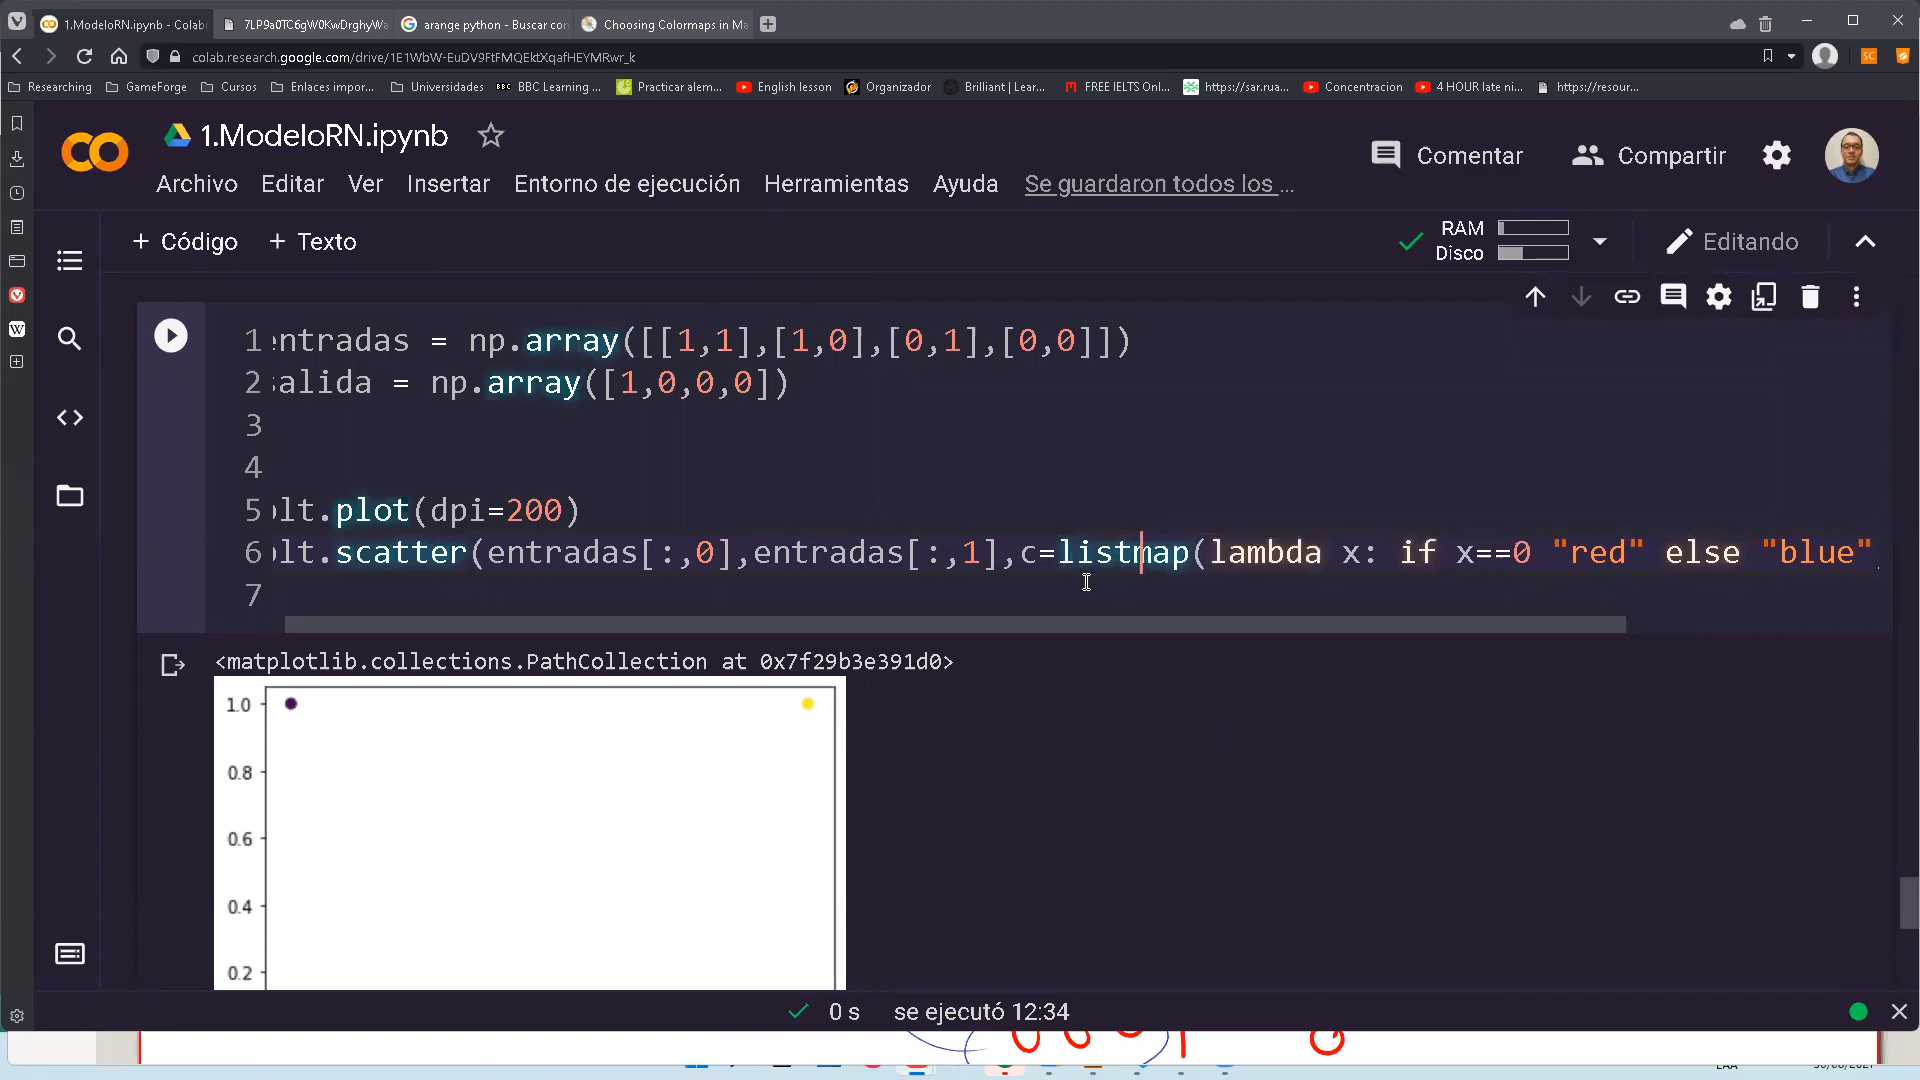 1.ModeloRN.ipynb - Colab
7LP9a0TC6gW0KwDrghyWa
arange python - Buscar con
Choosing Colormaps in Ma
colab.research.google.com/drive/1E1WbW-EuDV9FtFMQEktXqafHEYMRwr_k
Researching
GameForge
Cursos
Enlaces impor...
Universidades
BBC Learning ...
Practicar alem...
English lesson
Organizador
Brilliant | Lear...
FREE IELTS Onl...
https://sar.rua...
Concentracion
4 HOUR late ni...
https://resour...
1.ModeloRN.ipynb
Comentar
Compartir
Archivo Editar Ver Insertar Entorno de ejecución Herramientas Ayuda Se guardaron todos los ...
+ Código + Texto
RAM
Disco
Editando
1 ntradas = np.array([[1,1],[1,0],[0,1],[0,0]])
2 alida = np.array([1,0,0,0])
3
4
5 lt.plot(dpi=200)
6 lt.scatter(entradas[:,0],entradas[:,1],c=listmap(lambda x: if x==0 "red" else "blue"
7
<matplotlib.collections.PathCollection at 0x7f29b3e391d0>
1.0
0.8
0.6
0.4
0.2
0 s se ejecutó 12:34